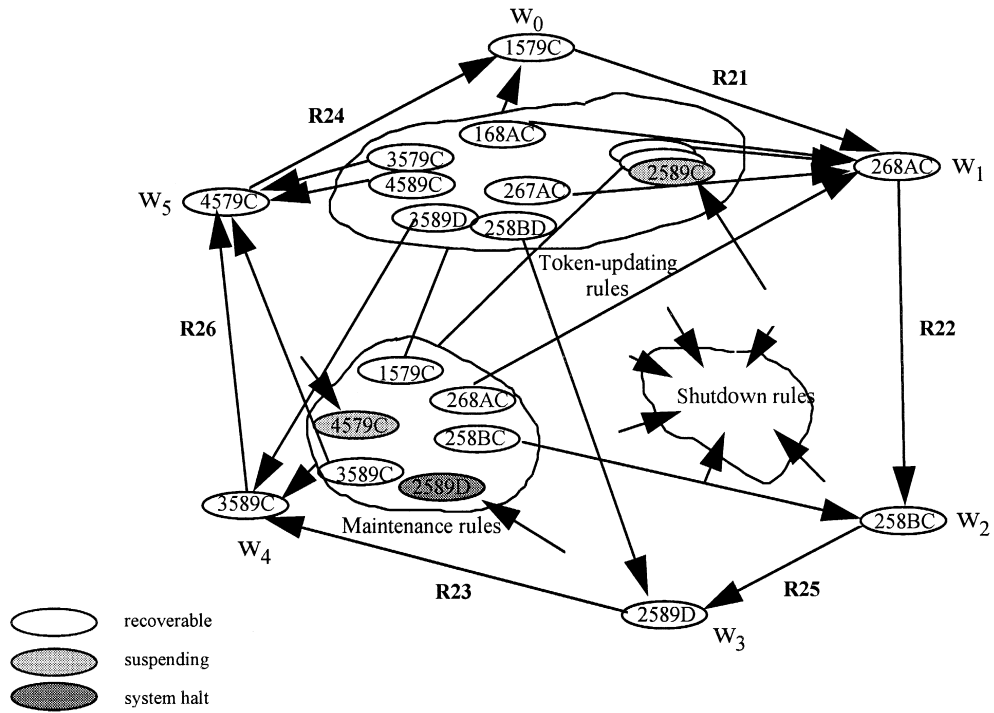 W0
1579C
R21
R24
168AC
3579C
268AC
W1
2589C
4589C
267AC
W5
4579C
3589D
258BD
Token-updating
rules
R26
R22
1579C
Shutdown rules
268AC
4579C
258BC
3589C
2589D
3589C
Maintenance rules
258BC
W2
W4
R23
R25
2589D
W3
recoverable
suspending
system halt